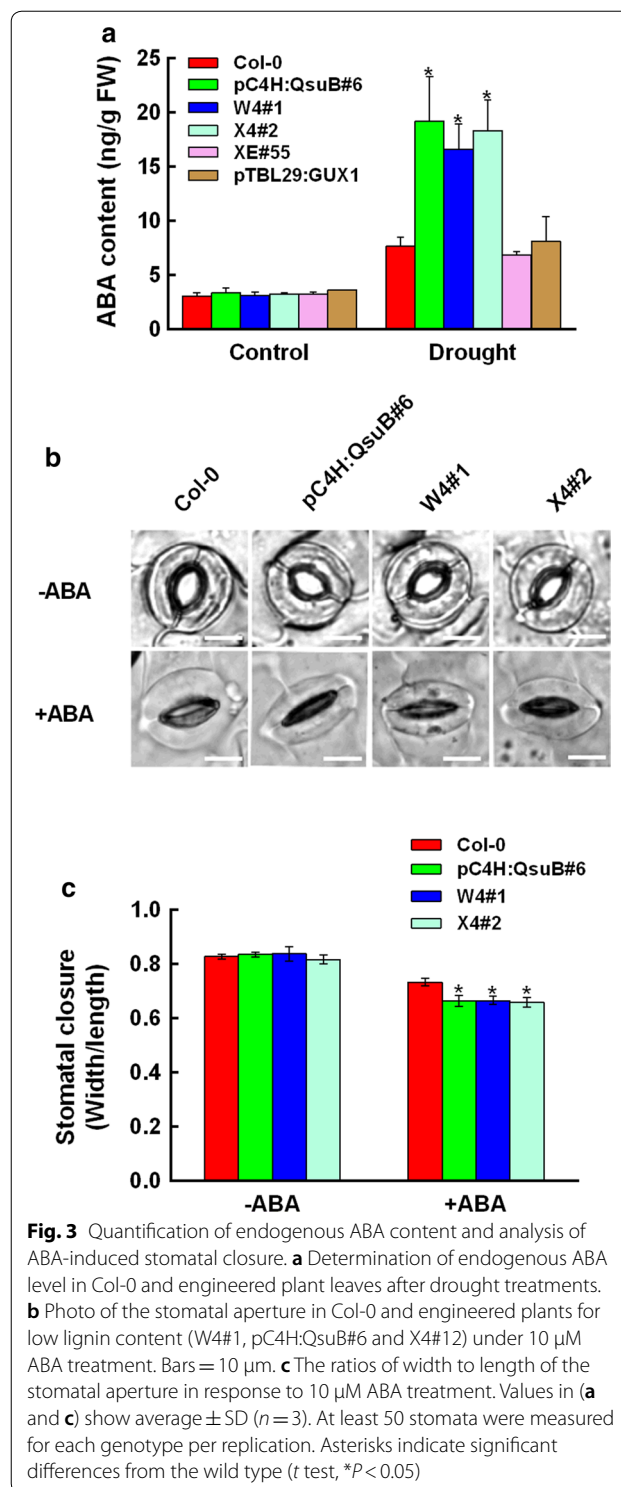 a
Col-0
pC4H:QsuB#6
W4#1
X4#2
XE#55
pTBL29:GUX1
ABA content (ng/g FW)
25
20
15
10
5
0
* * *
Control Drought
b
Col-0 pC4H:QsuB#6 W4#1 X4#2
-ABA
+ABA
c
Col-0
pC4H:QsuB#6
W4#1
X4#2
Stomatal closure
(Width/length)
1.0
0.8
0.6
0.4
0.2
0.0
* * *
-ABA +ABA
Fig. 3 Quantification of endogenous ABA content and analysis of
ABA-induced stomatal closure. a Determination of endogenous ABA
level in Col-0 and engineered plant leaves after drought treatments.
b Photo of the stomatal aperture in Col-0 and engineered plants for
low lignin content (W4#1, pC4H:QsuB#6 and X4#12) under 10 μM
ABA treatment. Bars = 10 μm. c The ratios of width to length of the
stomatal aperture in response to 10 μM ABA treatment. Values in (a
and c) show average ± SD (n = 3). At least 50 stomata were measured
for each genotype per replication. Asterisks indicate significant
differences from the wild type (t test, *P < 0.05)